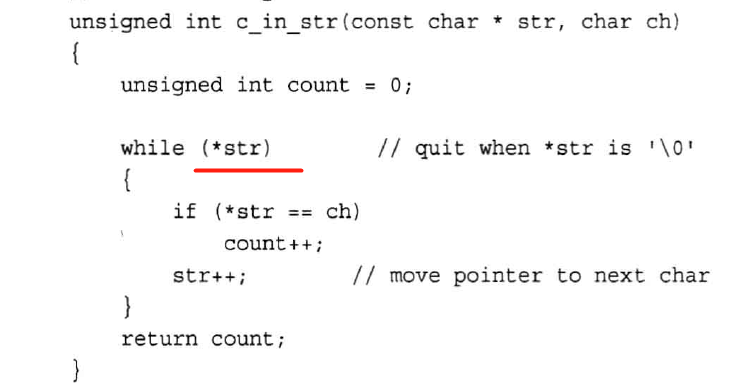 unsigned int c_in_str(const char * str, char ch)
{
    unsigned int count = 0;

    while (*str)        // quit when *str is '\0'
    {
        if (*str == ch)
            count++;
        str++;        // move pointer to next char
    }
    return count;
}